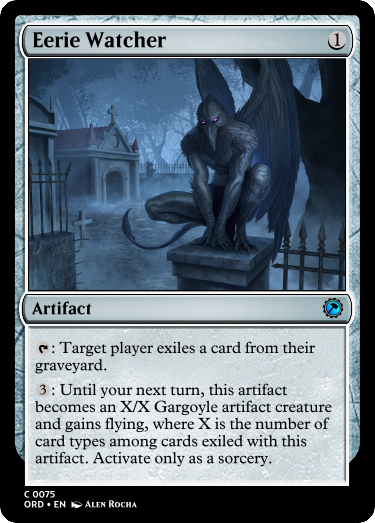 Eerie Watcher 1
Artifact
: Target player exiles a card from their
graveyard.
3: Until your next turn, this artifact
becomes an X/X Gargoyle artifact creature
and gains flying, where X is the number of
card types among cards exiled with this
artifact. Activate only as a sorcery.
C 0075
ORD • EN Alen Rocha